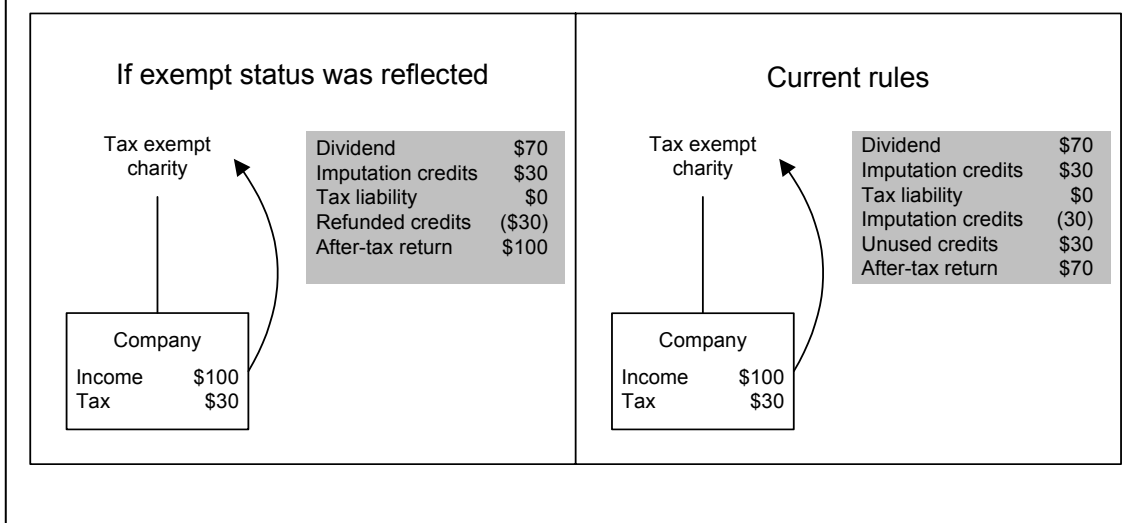 If exempt status was reflected
Tax exempt
charity
Dividend $70
Imputation credits $30
Tax liability $0
Refunded credits ($30)
After-tax return $100
Company
Income $100
Tax $30
Current rules
Tax exempt
charity
Dividend $70
Imputation credits $30
Tax liability $0
Imputation credits (30)
Unused credits $30
After-tax return $70
Company
Income $100
Tax $30